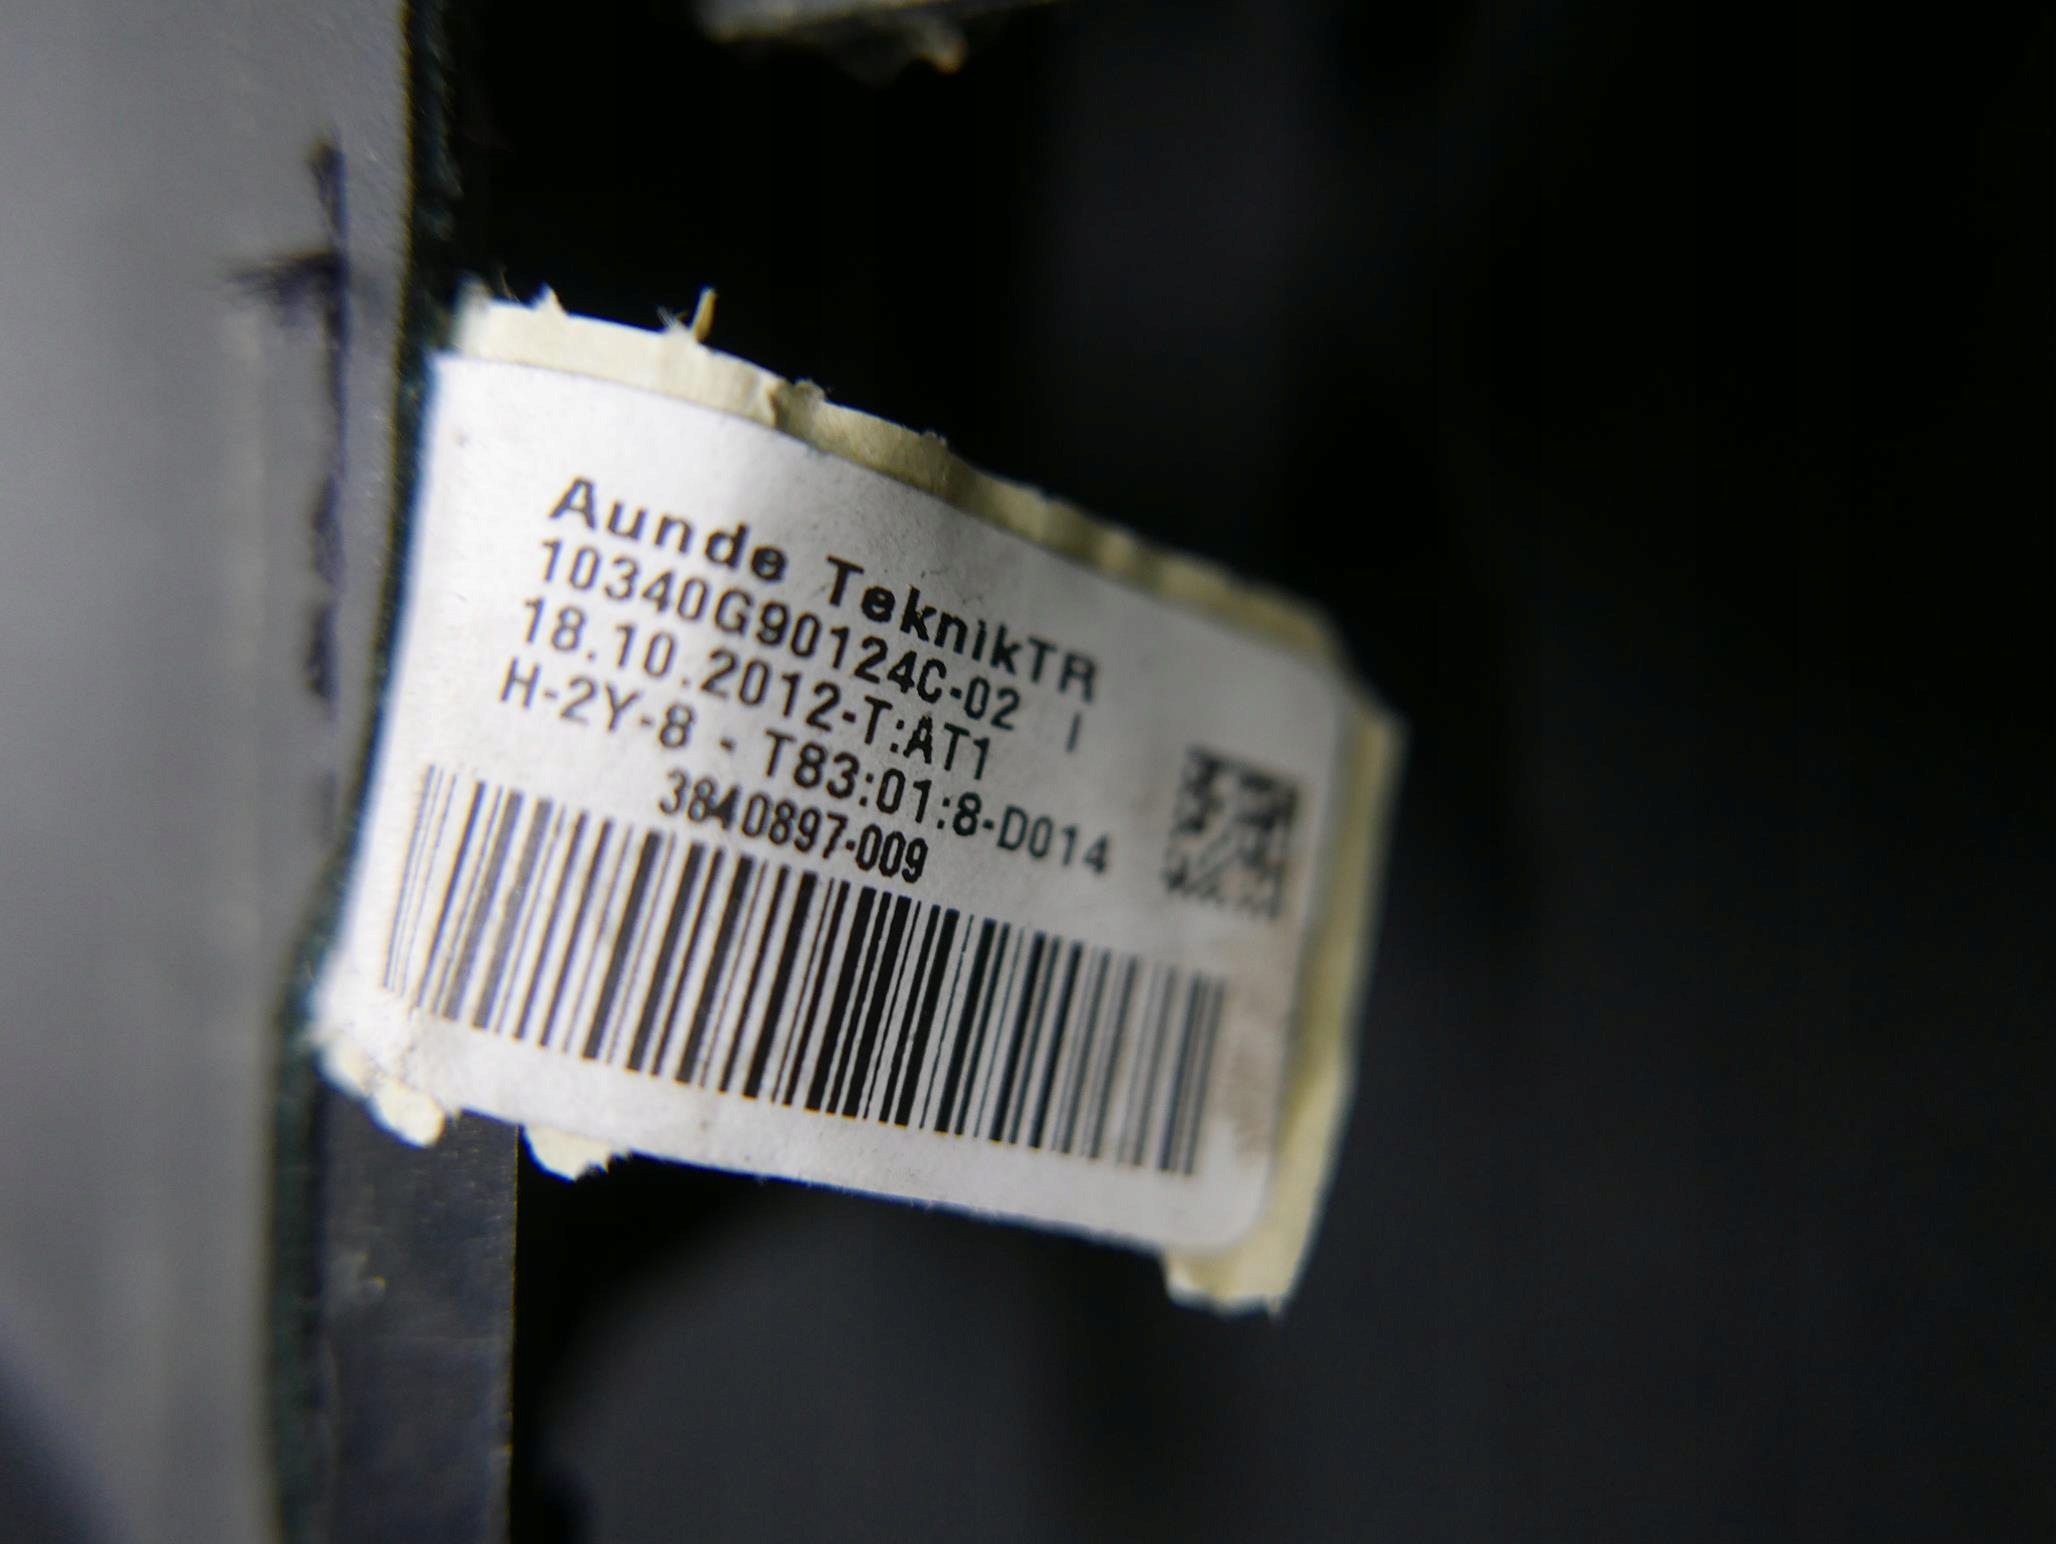 Aunde TeknikTR
10340G90124C-02 I
18.10.2012-T:AT1
H-2Y-8 - T83:01:8-D014
3840897-009